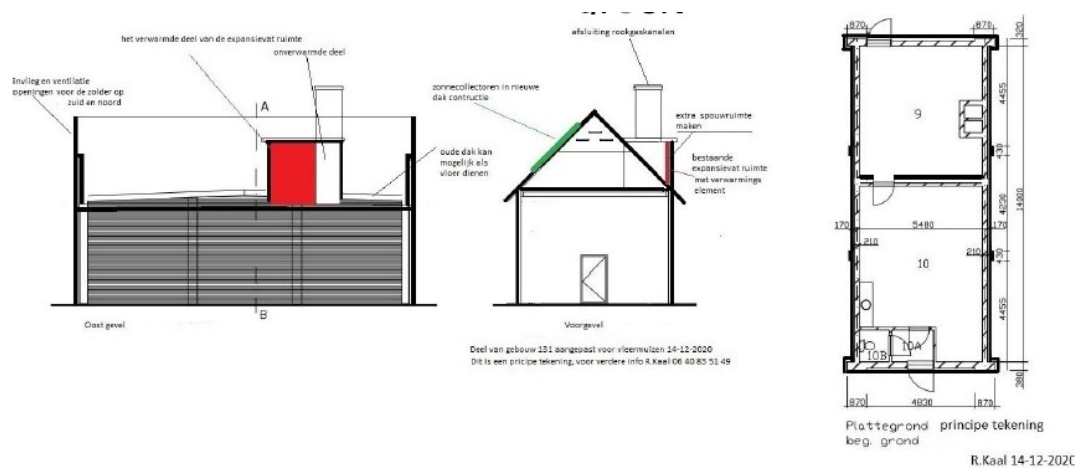 het verwarmde deel van de expansievat ruimte
onverwarmde deel
Invlieg en ventilatie
openingen voor de zolder op
zuid en noord
A
oude dak kan
mogelijk als
vloer dienen
B
Oost gevel
afsluiting rookgaskanalen
zonnecollectoren in nieuwe
dak contructie
extra spouwruimte
maken
bestaande
expansievat ruimte
met verwarmings
element
Voorgevel
Deel van gebouw 131 aangepast voor vleermuizen 14-12-2020
Dit is een pricipe tekening, voor verdere info R.Kaal 06 40 83 51 49
870
870
320
4455
9
430
4230
14000
170
5480
170
210
210
10
430
4455
10A
10B
380
870
4830
870
Plattegrond principe tekening
beg. grond
R.Kaal 14-12-2020